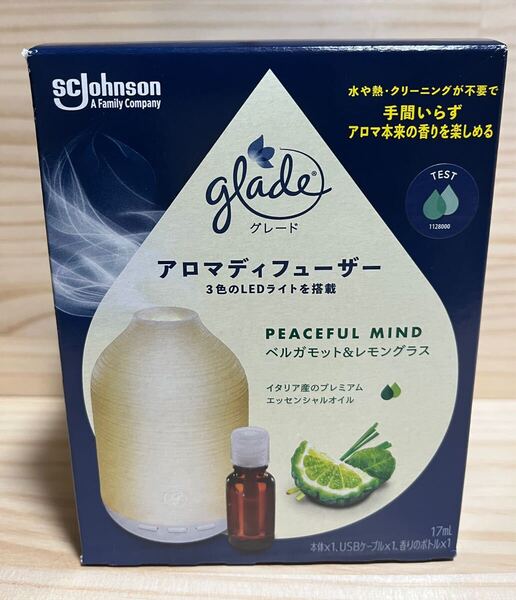 scJohnson
A Family Company
水や熱・クリーニングが不要で
手間いらず
アロマ本来の香りを楽しめる
TEST
1128000
glade®
グレード
アロマディフューザー
3色のLEDライトを搭載
PEACEFUL MIND
ベルガモット&レモングラス
イタリア産のプレミアム
エッセンシャルオイル
17mL
本体x1、USBケーブルx1、香りのボトルx1